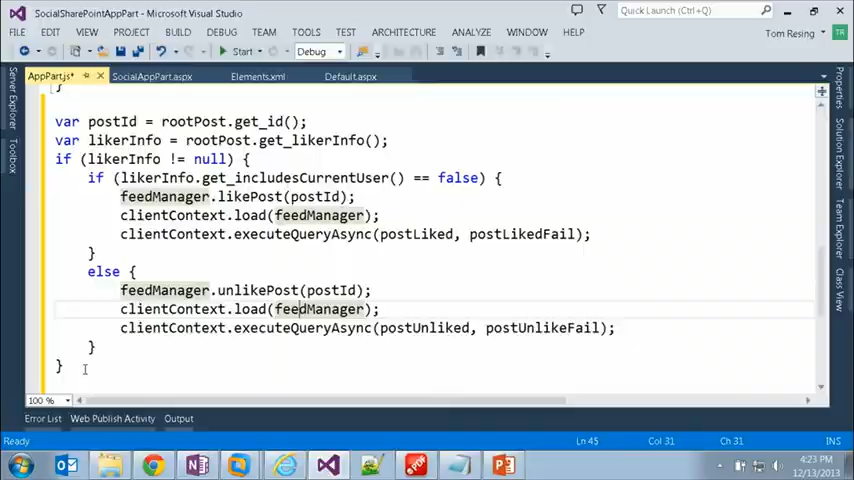 SocialSharePointAppPart - Microsoft Visual Studio
Quick Launch (Ctrl+Q)
FILE EDIT VIEW PROJECT BUILD DEBUG TEAM TOOLS TEST ARCHITECTURE ANALYZE WINDOW HELP
Tom Resing TR
Start Debug
AppPart.js* SocialAppPart.aspx Elements.xml Default.aspx
Server Explorer
Toolbox
}
var postId = rootPost.get_id();
var likerInfo = rootPost.get_likerInfo();
if (likerInfo != null) {
if (likerInfo.get_includesCurrentUser() == false) {
feedManager.likePost(postId);
clientContext.load(feedManager);
clientContext.executeQueryAsync(postLiked, postLikedFail);
}
else {
feedManager.unlikePost(postId);
clientContext.load(feedManager);
clientContext.executeQueryAsync(postUnliked, postUnlikeFail);
}
}
Properties
Solution Explorer
Team Explorer
Class View
100 %
Error List Web Publish Activity Output
Ready Ln 45 Col 31 Ch 31 INS
4:23 PM
12/13/2013